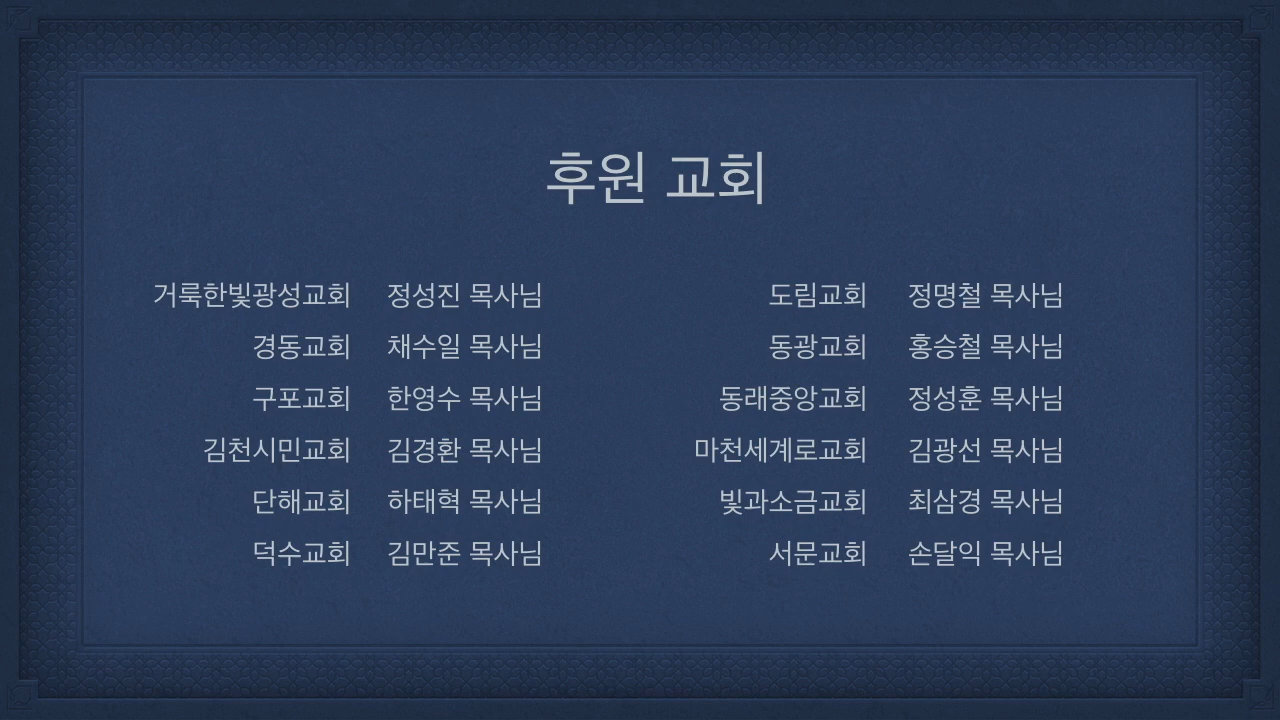 후원 교회
거룩한빛광성교회 정성진 목사님
경동교회 채수일 목사님
구포교회 한영수 목사님
김천시민교회 김경환 목사님
단해교회 하태혁 목사님
덕수교회 김만준 목사님
도림교회 정명철 목사님
동광교회 홍승철 목사님
동래중앙교회 정성훈 목사님
마천세계로교회 김광선 목사님
빛과소금교회 최삼경 목사님
서문교회 손달익 목사님